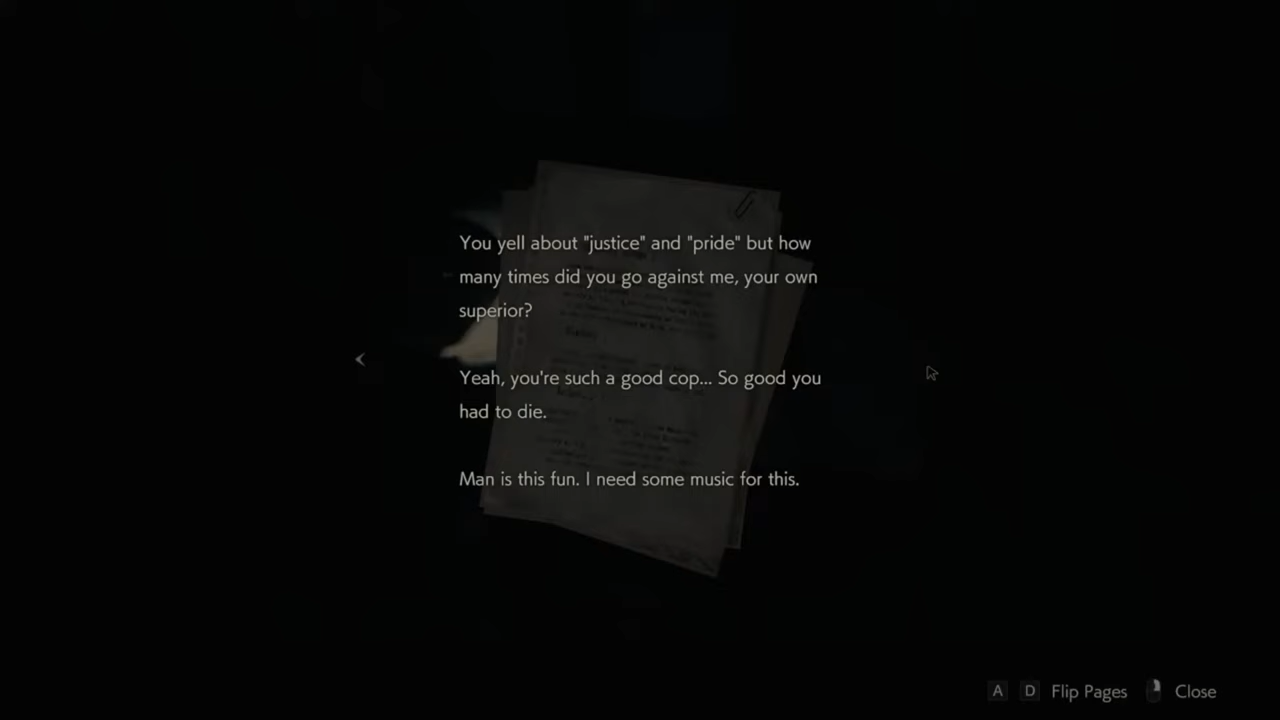 You yell about "justice" and "pride" but how
many times did you go against me, your own
superior?
Yeah, you're such a good cop... So good you
had to die.
Man is this fun. I need some music for this.
A D Flip Pages Close